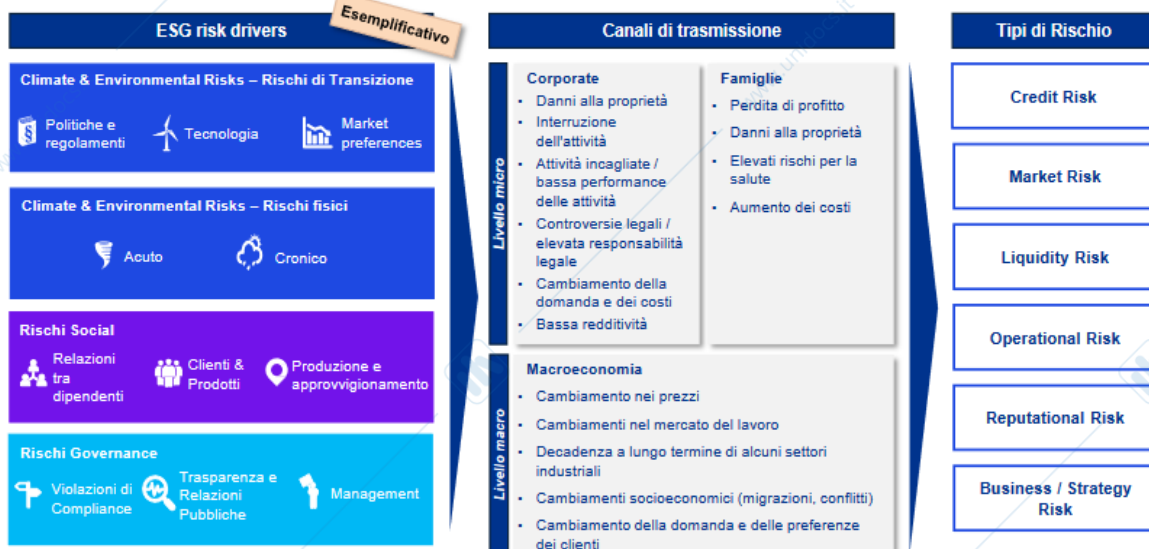 ESG risk drivers
Esemplificativo
Climate & Environmental Risks – Rischi di Transizione
Politiche e
regolamenti
Tecnologia
Market
preferences
Climate & Environmental Risks – Rischi fisici
Acuto
Cronico
Rischi Social
Relazioni
tra
dipendenti
Clienti &
Prodotti
Produzione e
approvvigionamento
Rischi Governance
Violazioni di
Compliance
Trasparenza e
Relazioni
Pubbliche
Management
Canali di trasmissione
Livello micro
Corporate
• Danni alla proprietà
• Interruzione
dell'attività
• Attività incagliate /
bassa performance
delle attività
• Controversie legali /
elevata responsabilità
legale
• Cambiamento della
domanda e dei costi
• Bassa redditività
Famiglie
• Perdita di profitto
• Danni alla proprietà
• Elevati rischi per la
salute
• Aumento dei costi
Livello macro
Macroeconomia
• Cambiamento nei prezzi
• Cambiamenti nel mercato del lavoro
• Decadenza a lungo termine di alcuni settori
industriali
• Cambiamenti socioeconomici (migrazioni, conflitti)
• Cambiamento della domanda e delle preferenze
dei clienti
Tipi di Rischio
Credit Risk
Market Risk
Liquidity Risk
Operational Risk
Reputational Risk
Business / Strategy
Risk
www.unidocs.it